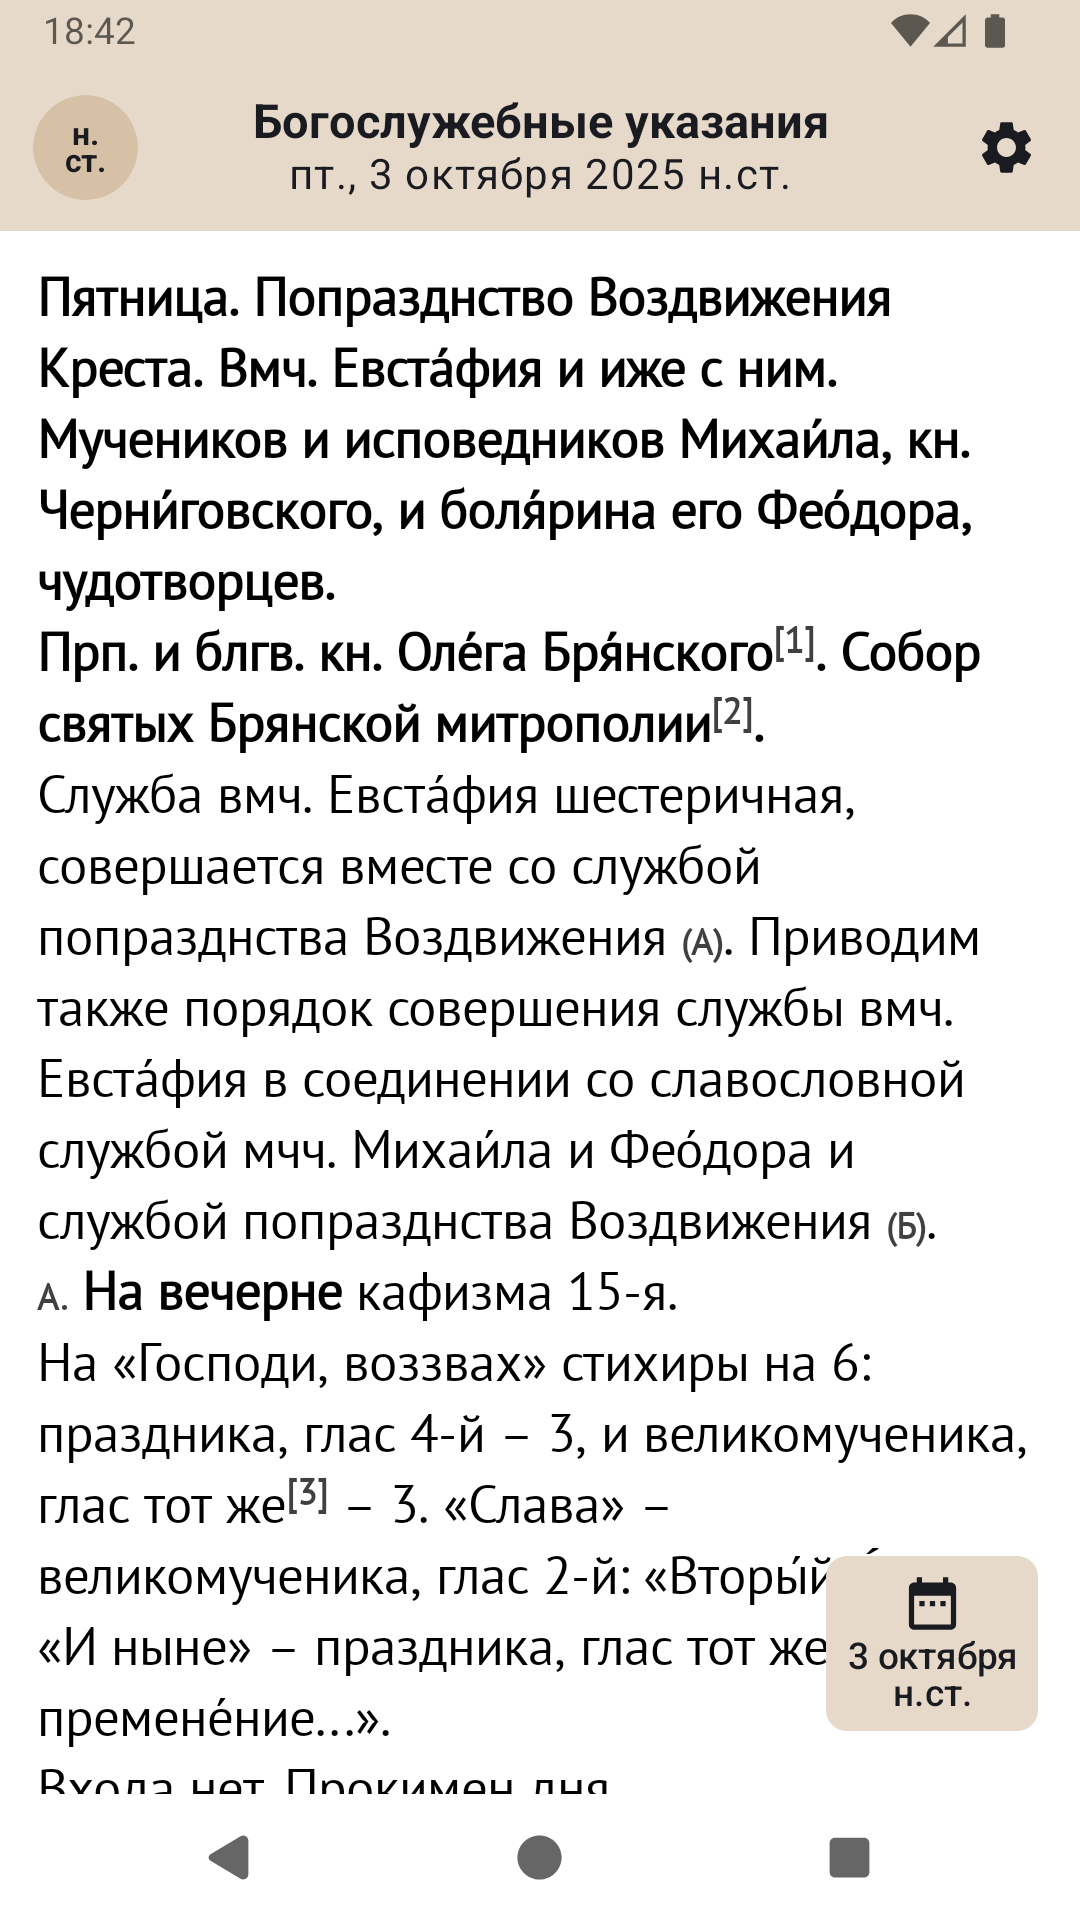 18:42
н.
ст.
Богослужебные указания
пт., 3 октября 2025 н.ст.
Пятница. Попразднство Воздвижения
Креста. Вмч. Евста́фия и иже с ним.
Мучеников и исповедников Михаи́ла, кн.
Черни́говского, и боля́рина его Фео́дора,
чудотворцев.
Прп. и блгв. кн. Оле́га Бря́нского[1]. Собор
святых Брянской митрополии[2].
Служба вмч. Евста́фия шестеричная,
совершается вместе со службой
попразднства Воздвижения (А). Приводим
также порядок совершения службы вмч.
Евста́фия в соединении со славословной
службой мчч. Михаи́ла и Фео́дора и
службой попразднства Воздвижения (Б).
А. На вечерне кафизма 15-я.
На «Господи, воззвах» стихиры на 6:
праздника, глас 4-й – 3, и великомученика,
глас тот же[3] – 3. «Слава» –
великомученика, глас 2-й: «Вторы́й
«И ныне» – праздника, глас тот же
премене́ние...».
Входа нет. Прокимен дня.
3 октября
н.ст.